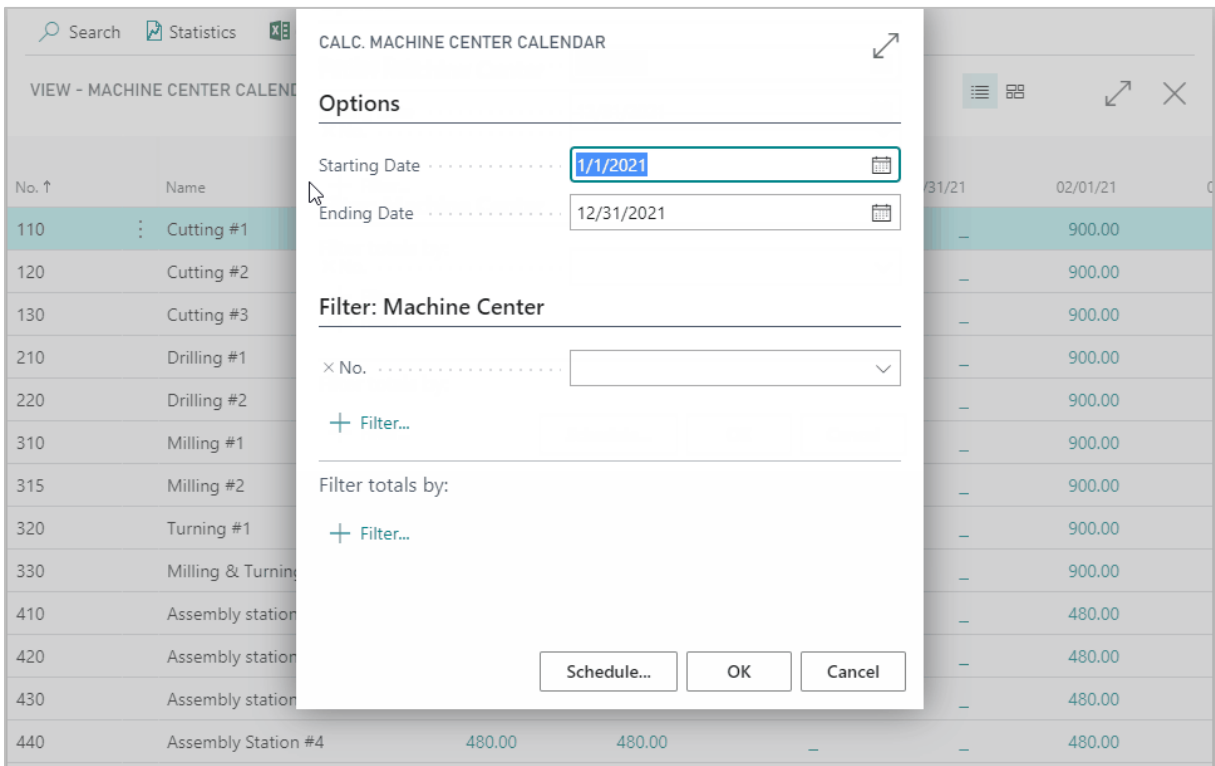 Search Statistics
CALC. MACHINE CENTER CALENDAR
VIEW - MACHINE CENTER CALEND
Options
Starting Date 1/1/2021
Ending Date 12/31/2021
No. ↑ Name /31/21 02/01/21
110 Cutting #1 _ 900.00
120 Cutting #2 _ 900.00
130 Cutting #3 _ 900.00
210 Drilling #1 _ 900.00
220 Drilling #2 _ 900.00
310 Milling #1 _ 900.00
315 Milling #2 _ 900.00
320 Turning #1 _ 900.00
330 Milling & Turning _ 900.00
410 Assembly station _ 480.00
420 Assembly station _ 480.00
430 Assembly station _ 480.00
440 Assembly Station #4 480.00 480.00 _ _ 480.00
Filter: Machine Center
× No.
+ Filter...
Filter totals by:
+ Filter...
Schedule... OK Cancel